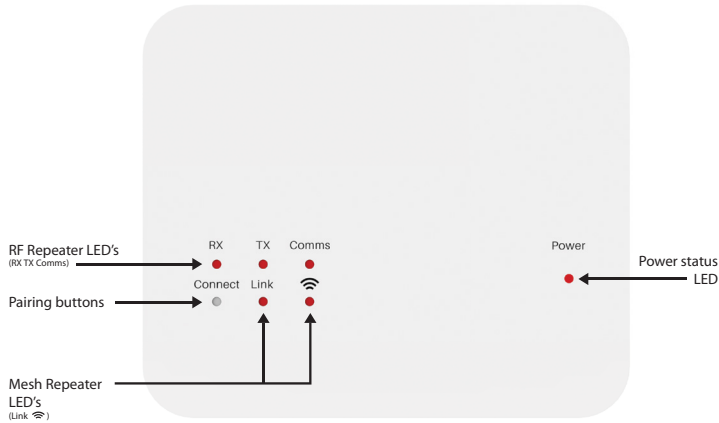 RX TX Comms
Power
RF Repeater LED's
(RX TX Comms)
Power status
LED
Connect Link
Pairing buttons
Mesh Repeater
LED's
(Link )